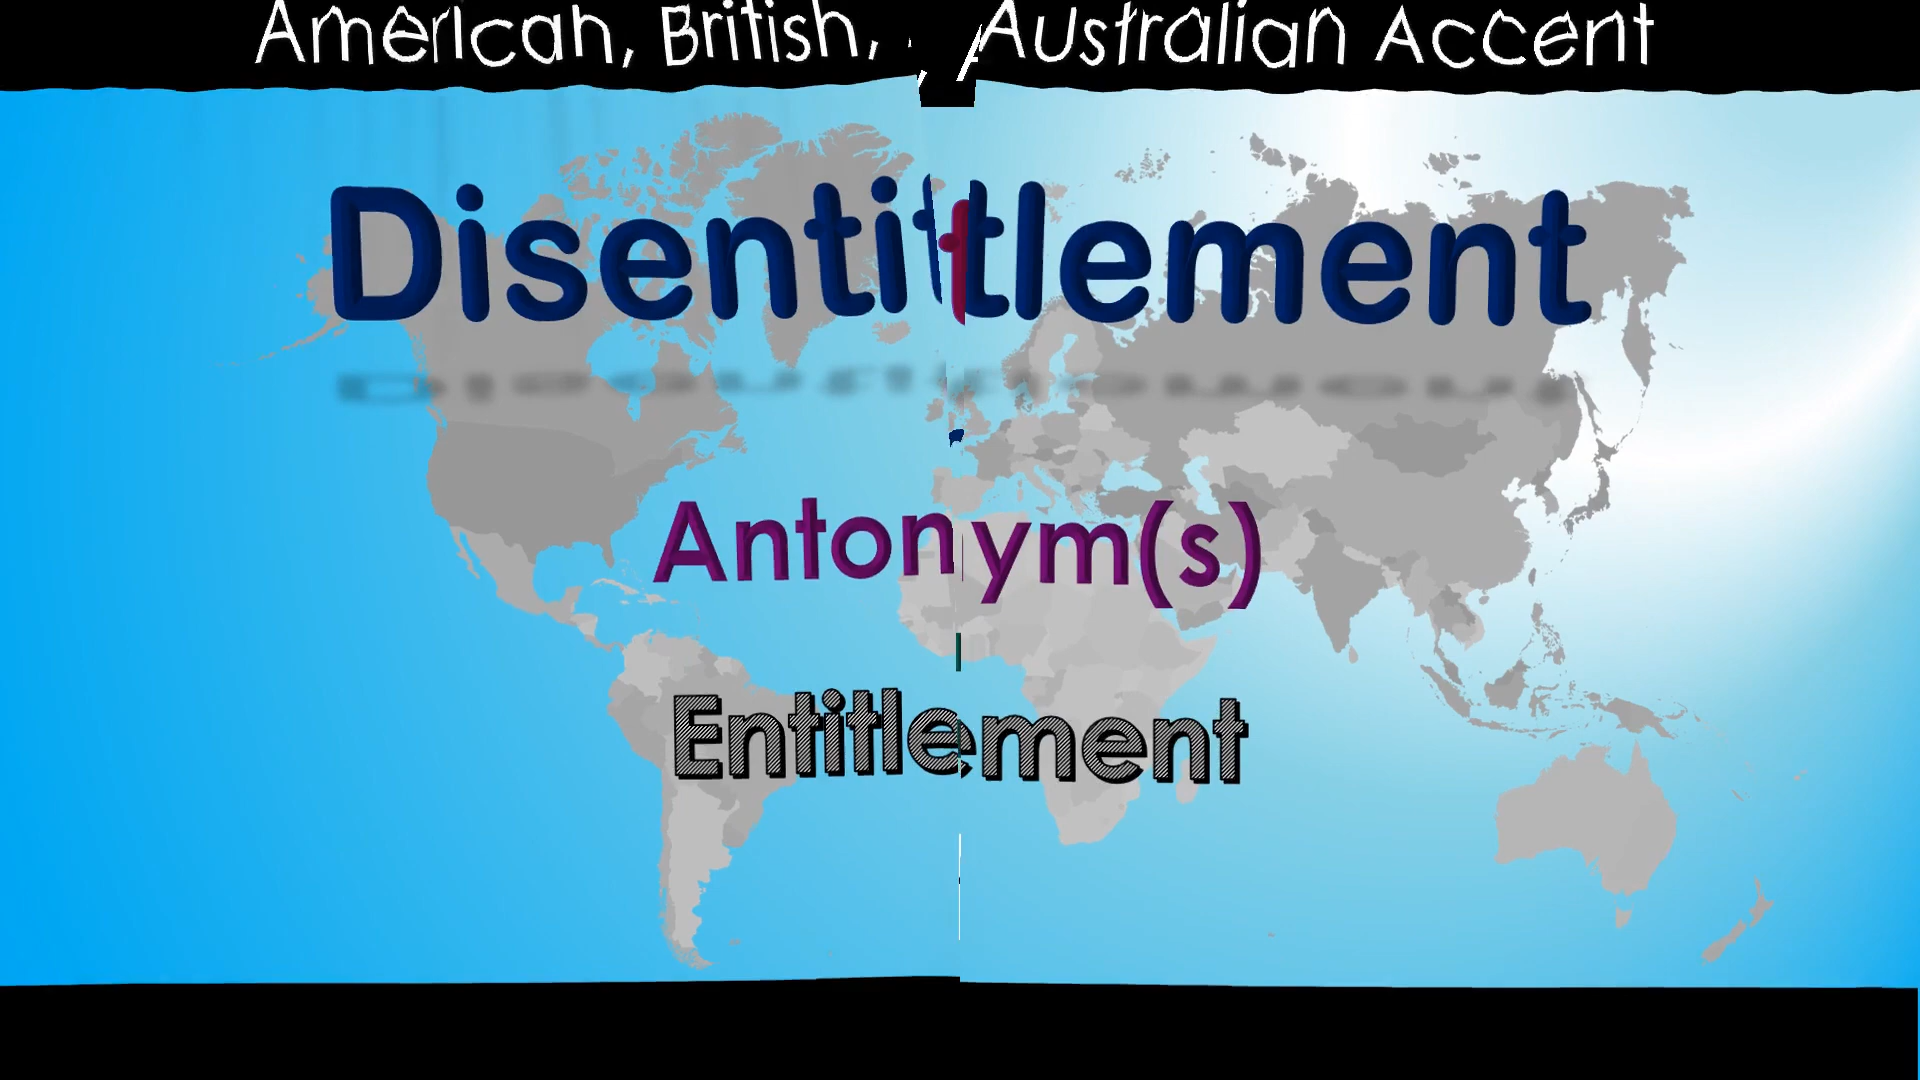 American, British, Australian Accent
Disentitlement
Antonym(s)
Entitlement